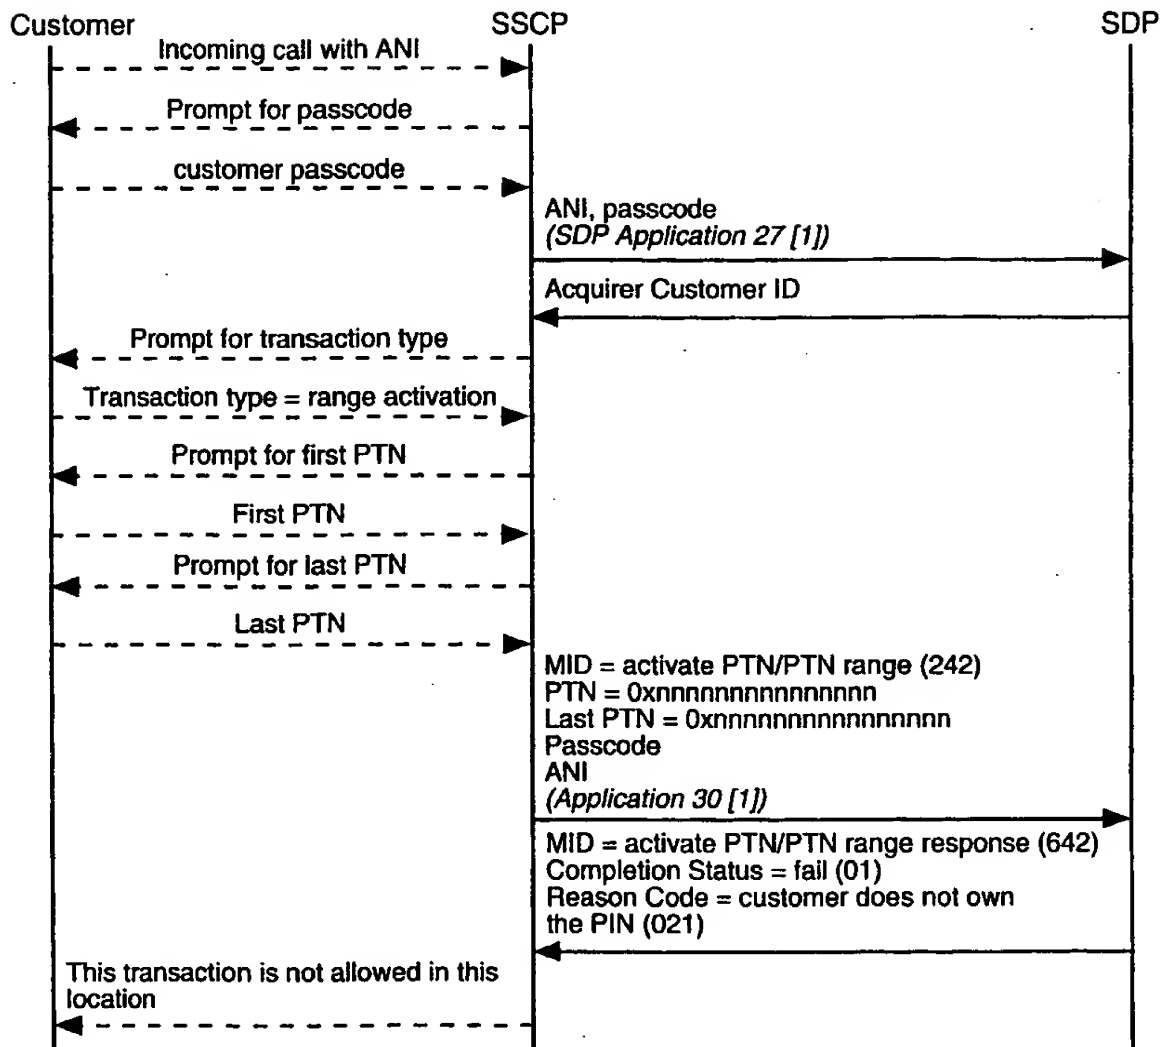 Customer SSCP SDP
Incoming call with ANI
Prompt for passcode
customer passcode
ANI, passcode
(SDP Application 27 [1])
Acquirer Customer ID
Prompt for transaction type
Transaction type = range activation
Prompt for first PTN
First PTN
Prompt for last PTN
Last PTN
MID = activate PTN/PTN range (242)
PTN = 0xnnnnnnnnnnnnnnnn
Last PTN = 0xnnnnnnnnnnnnnnnnnn
Passcode
ANI
(Application 30 [1])
MID = activate PTN/PTN range response (642)
Completion Status = fail (01)
Reason Code = customer does not own
the PIN (021)
This transaction is not allowed in this
location